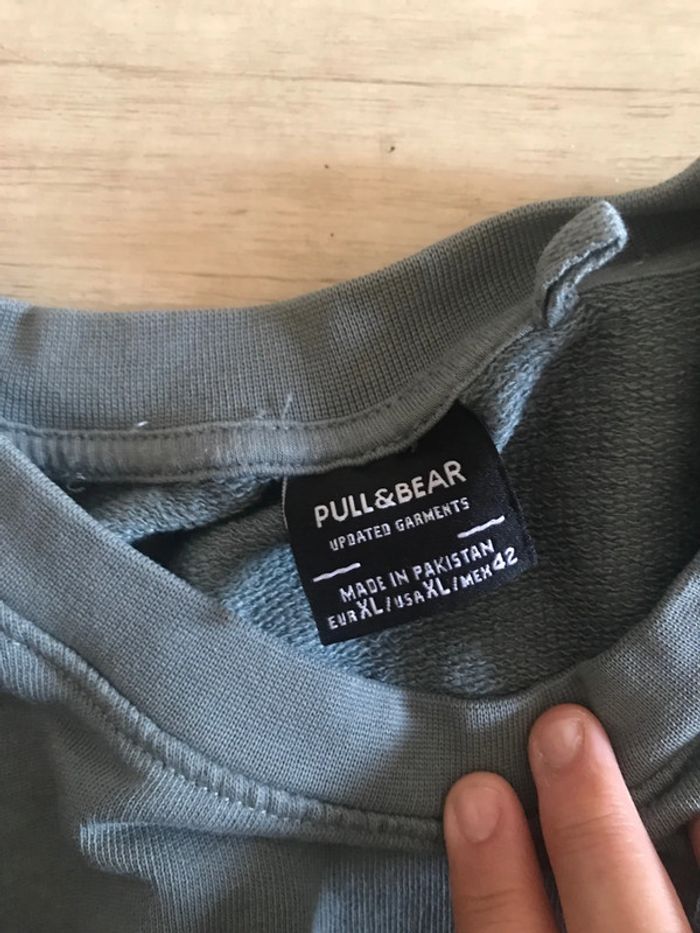 PULL&BEAR
UPDATED GARMENTS
MADE IN PAKISTAN
EUR XL / USA XL / MEX 42